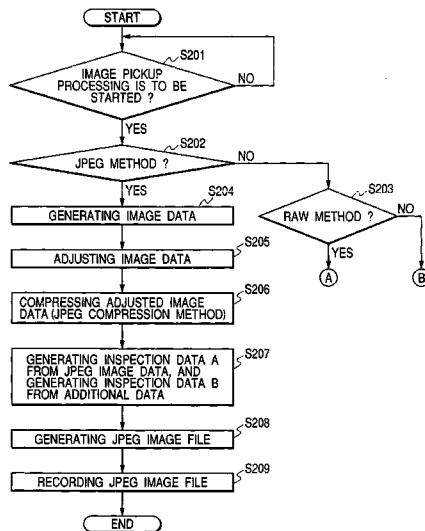 START
S201
IMAGE PICKUP
PROCESSING IS TO BE
STARTED ?
NO
YES
S202
JPEG METHOD ?
NO
YES
S203
RAW METHOD ?
NO
YES
A
B
S204
GENERATING IMAGE DATA
S205
ADJUSTING IMAGE DATA
S206
COMPRESSING ADJUSTED IMAGE
DATA (JPEG COMPRESSION METHOD)
S207
GENERATING INSPECTION DATA A
FROM JPEG IMAGE DATA, AND
GENERATING INSPECTION DATA B
FROM ADDITIONAL DATA
S208
GENERATING JPEG IMAGE FILE
S209
RECORDING JPEG IMAGE FILE
END